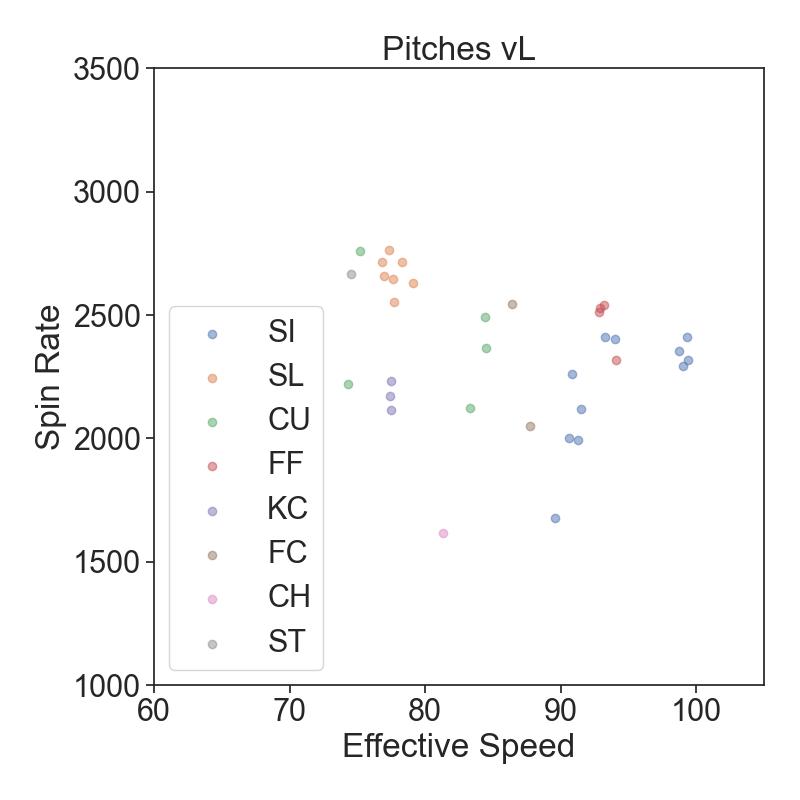 Pitches vL
3500
3000
2500
2000
1500
1000
Spin Rate
SI
SL
CU
FF
KC
FC
CH
ST
60 70 80 90 100
Effective Speed